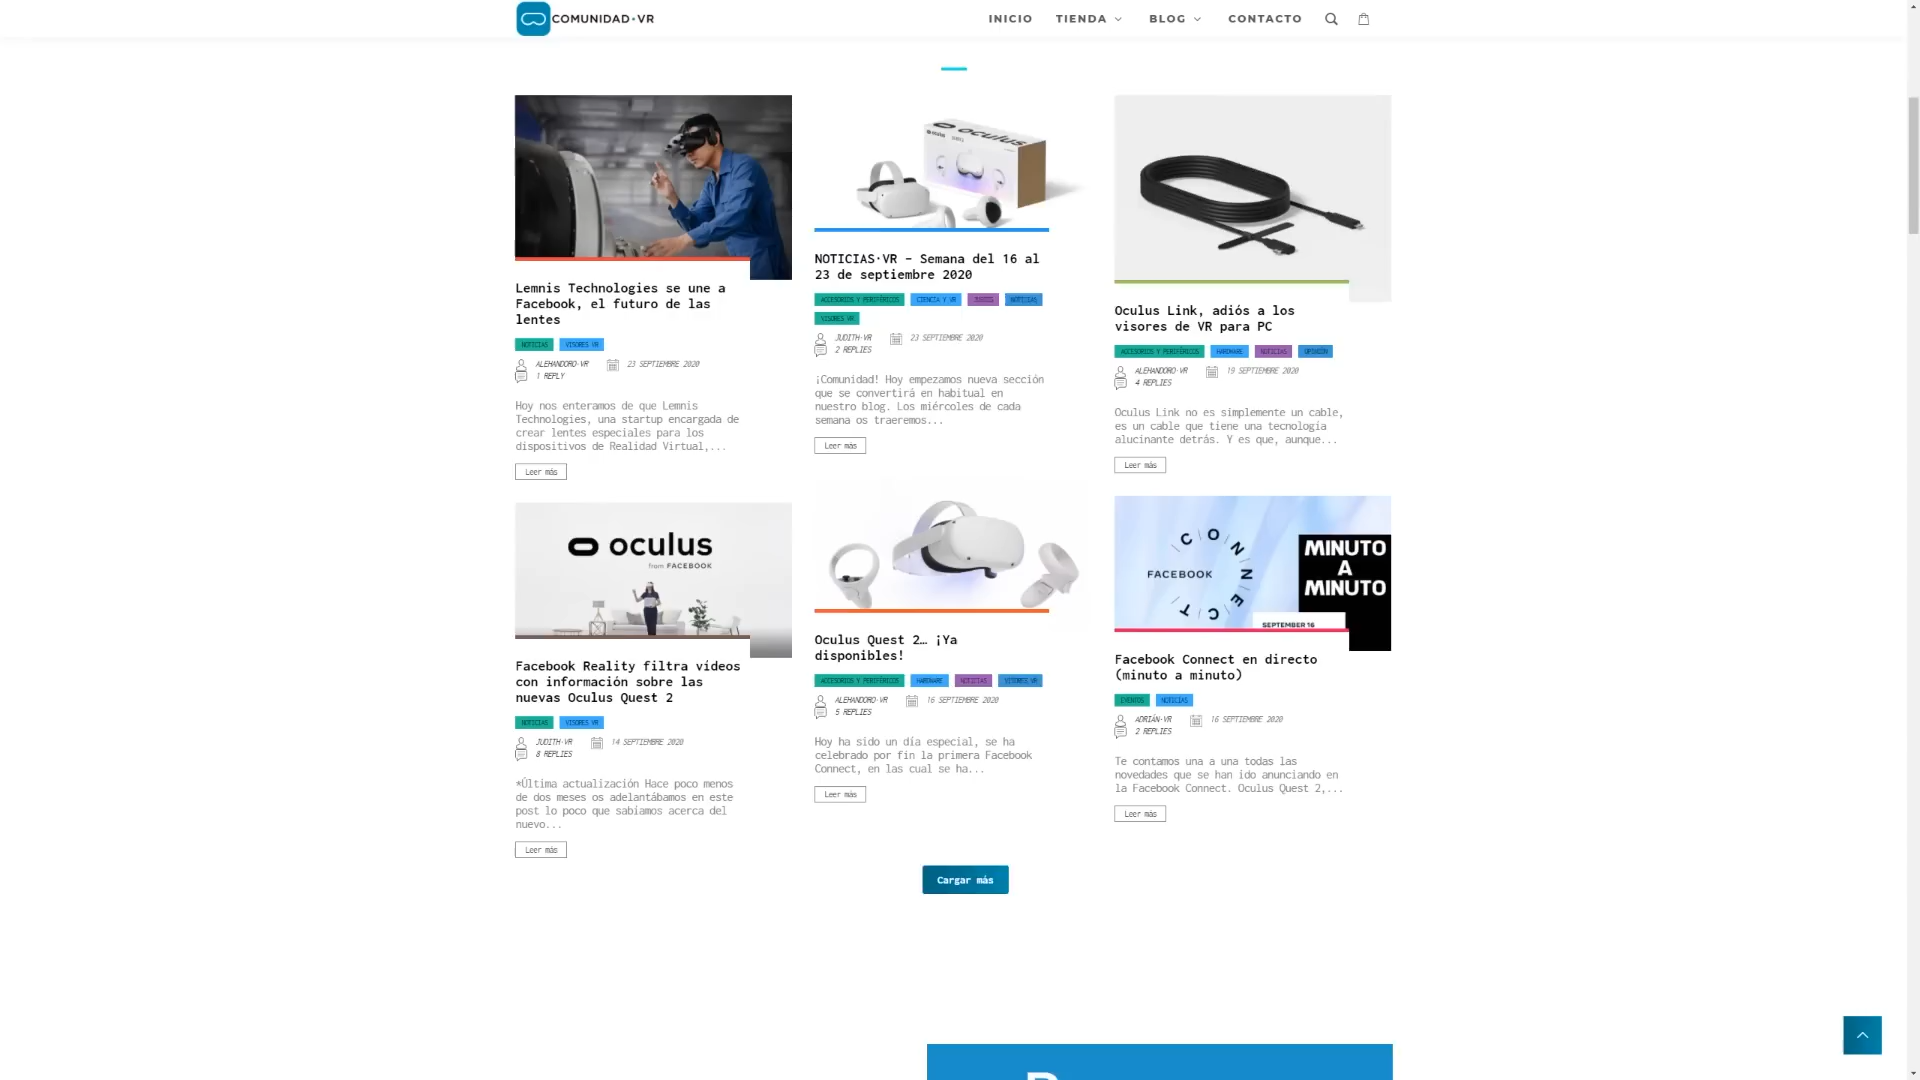 COMUNIDAD·VR
INICIO
TIENDA
BLOG
CONTACTO
Lemnis Technologies se une a
Facebook, el futuro de las
lentes
NOTICIAS
VISORES VR
ALEHANDORO·VR
23 SEPTIEMBRE 2020
1 REPLY
Hoy nos enteramos de que Lemnis
Technologies, una startup encargada de
crear lentes especiales para los
dispositivos de Realidad Virtual,...
Leer más
oculus
NOTICIAS·VR – Semana del 16 al
23 de septiembre 2020
ACCESORIOS Y PERIFÉRICOS
CIENCIA Y VR
JUEGOS
NOTICIAS
VISORES VR
JUDITH·VR
23 SEPTIEMBRE 2020
2 REPLIES
¡Comunidad! Hoy empezamos nueva sección
que se convertirá en habitual en
nuestro blog. Los miércoles de cada
semana os traeremos...
Leer más
Oculus Link, adiós a los
visores de VR para PC
ACCESORIOS Y PERIFÉRICOS
HARDWARE
NOTICIAS
OPINIÓN
ALEHANDORO·VR
19 SEPTIEMBRE 2020
4 REPLIES
Oculus Link no es simplemente un cable,
es un cable que tiene una tecnología
alucinante detrás. Y es que, aunque...
Leer más
oculus
from FACEBOOK
Facebook Reality filtra vídeos
con información sobre las
nuevas Oculus Quest 2
NOTICIAS
VISORES VR
JUDITH·VR
14 SEPTIEMBRE 2020
8 REPLIES
*Última actualización Hace poco menos
de dos meses os adelantábamos en este
post lo poco que sabíamos acerca del
nuevo...
Leer más
Oculus Quest 2… ¡Ya
disponibles!
ACCESORIOS Y PERIFÉRICOS
HARDWARE
NOTICIAS
VISORES VR
ALEHANDORO·VR
16 SEPTIEMBRE 2020
5 REPLIES
Hoy ha sido un día especial, se ha
celebrado por fin la primera Facebook
Connect, en las cual se ha...
Leer más
CONNECT
FACEBOOK
MINUTO
A
MINUTO
SEPTEMBER 16
Facebook Connect en directo
(minuto a minuto)
EVENTOS
NOTICIAS
ADRIÁN·VR
16 SEPTIEMBRE 2020
2 REPLIES
Te contamos una a una todas las
novedades que se han ido anunciando en
la Facebook Connect. Oculus Quest 2,...
Leer más
Cargar más